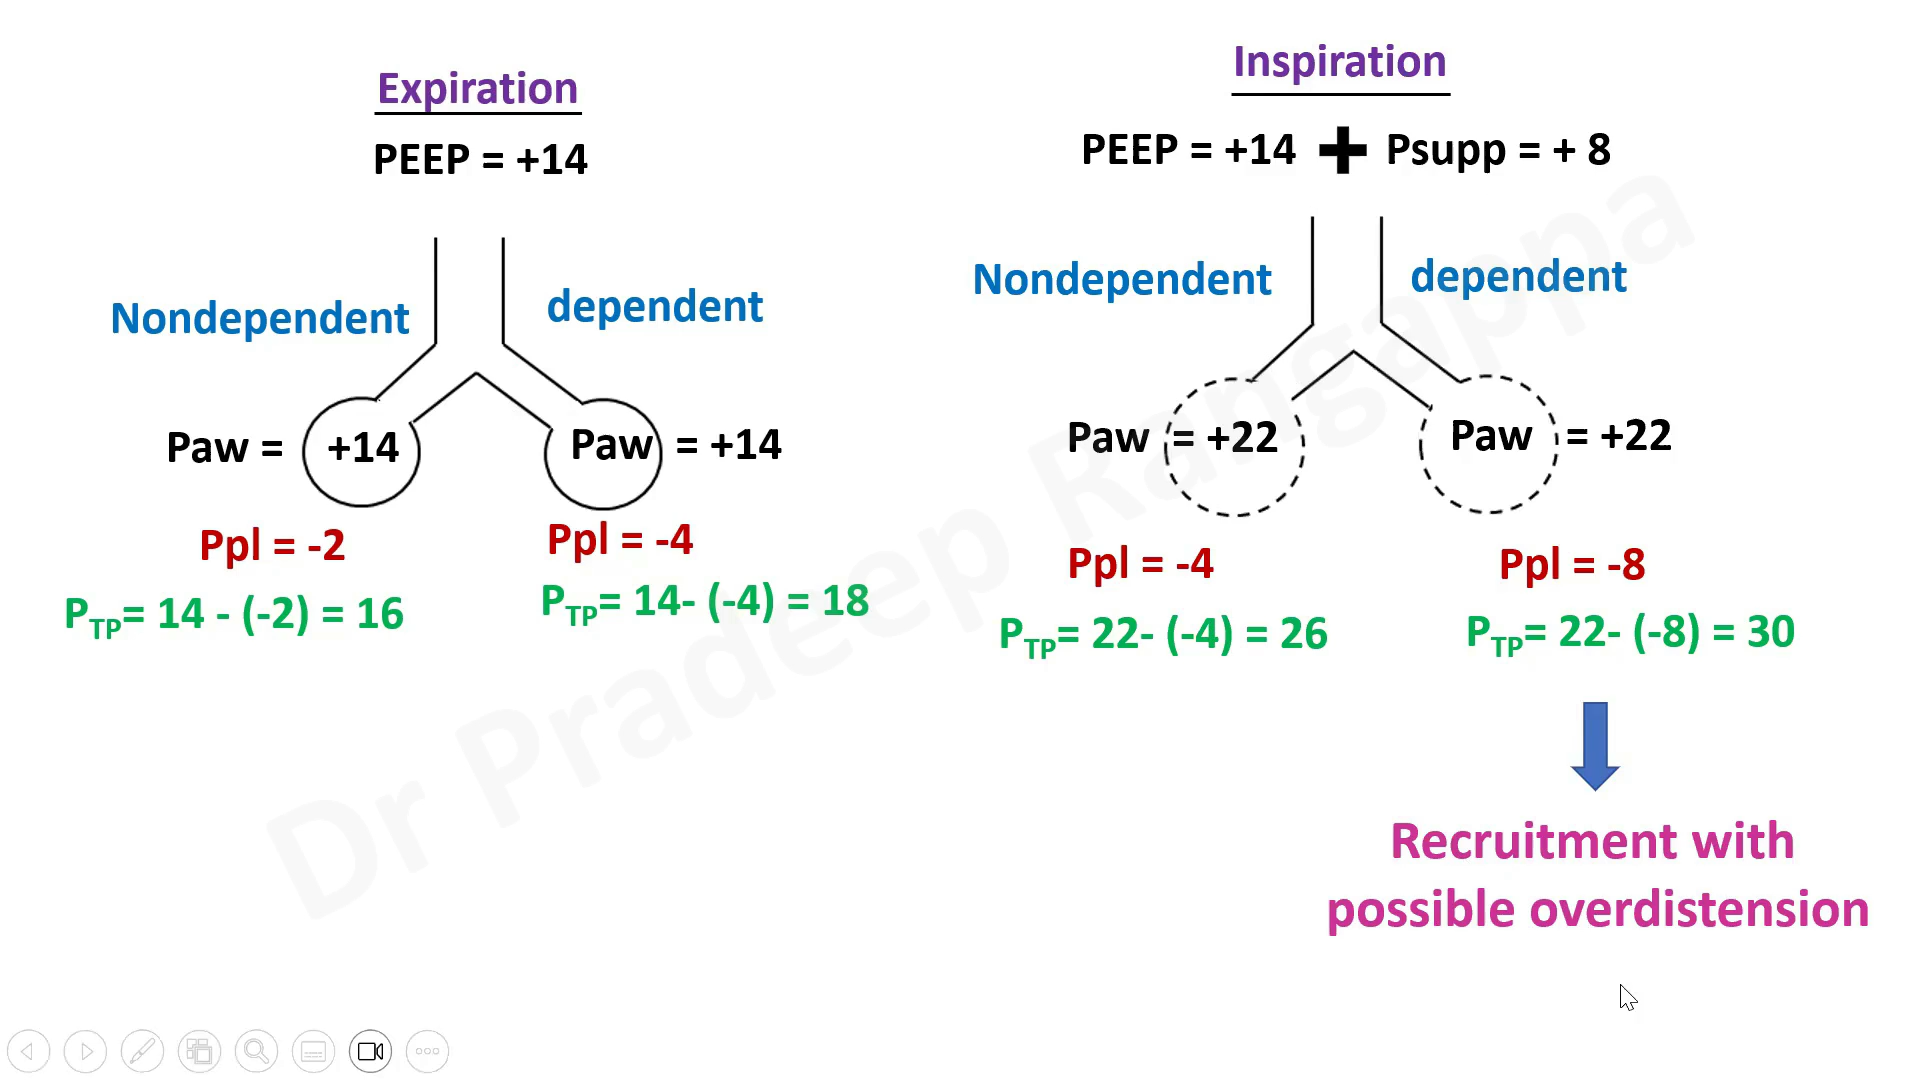 Expiration
PEEP = +14
Nondependent
dependent
Paw = +14
Paw = +14
Ppl = -2
Ppl = -4
PTP= 14 - (-2) = 16
PTP= 14- (-4) = 18
Inspiration
PEEP = +14 + Psupp = + 8
Nondependent
dependent
Paw = +22
Paw = +22
Ppl = -4
Ppl = -8
PTP= 22- (-4) = 26
PTP= 22- (-8) = 30
Recruitment with
possible overdistension
Dr Pradeep Rangappa